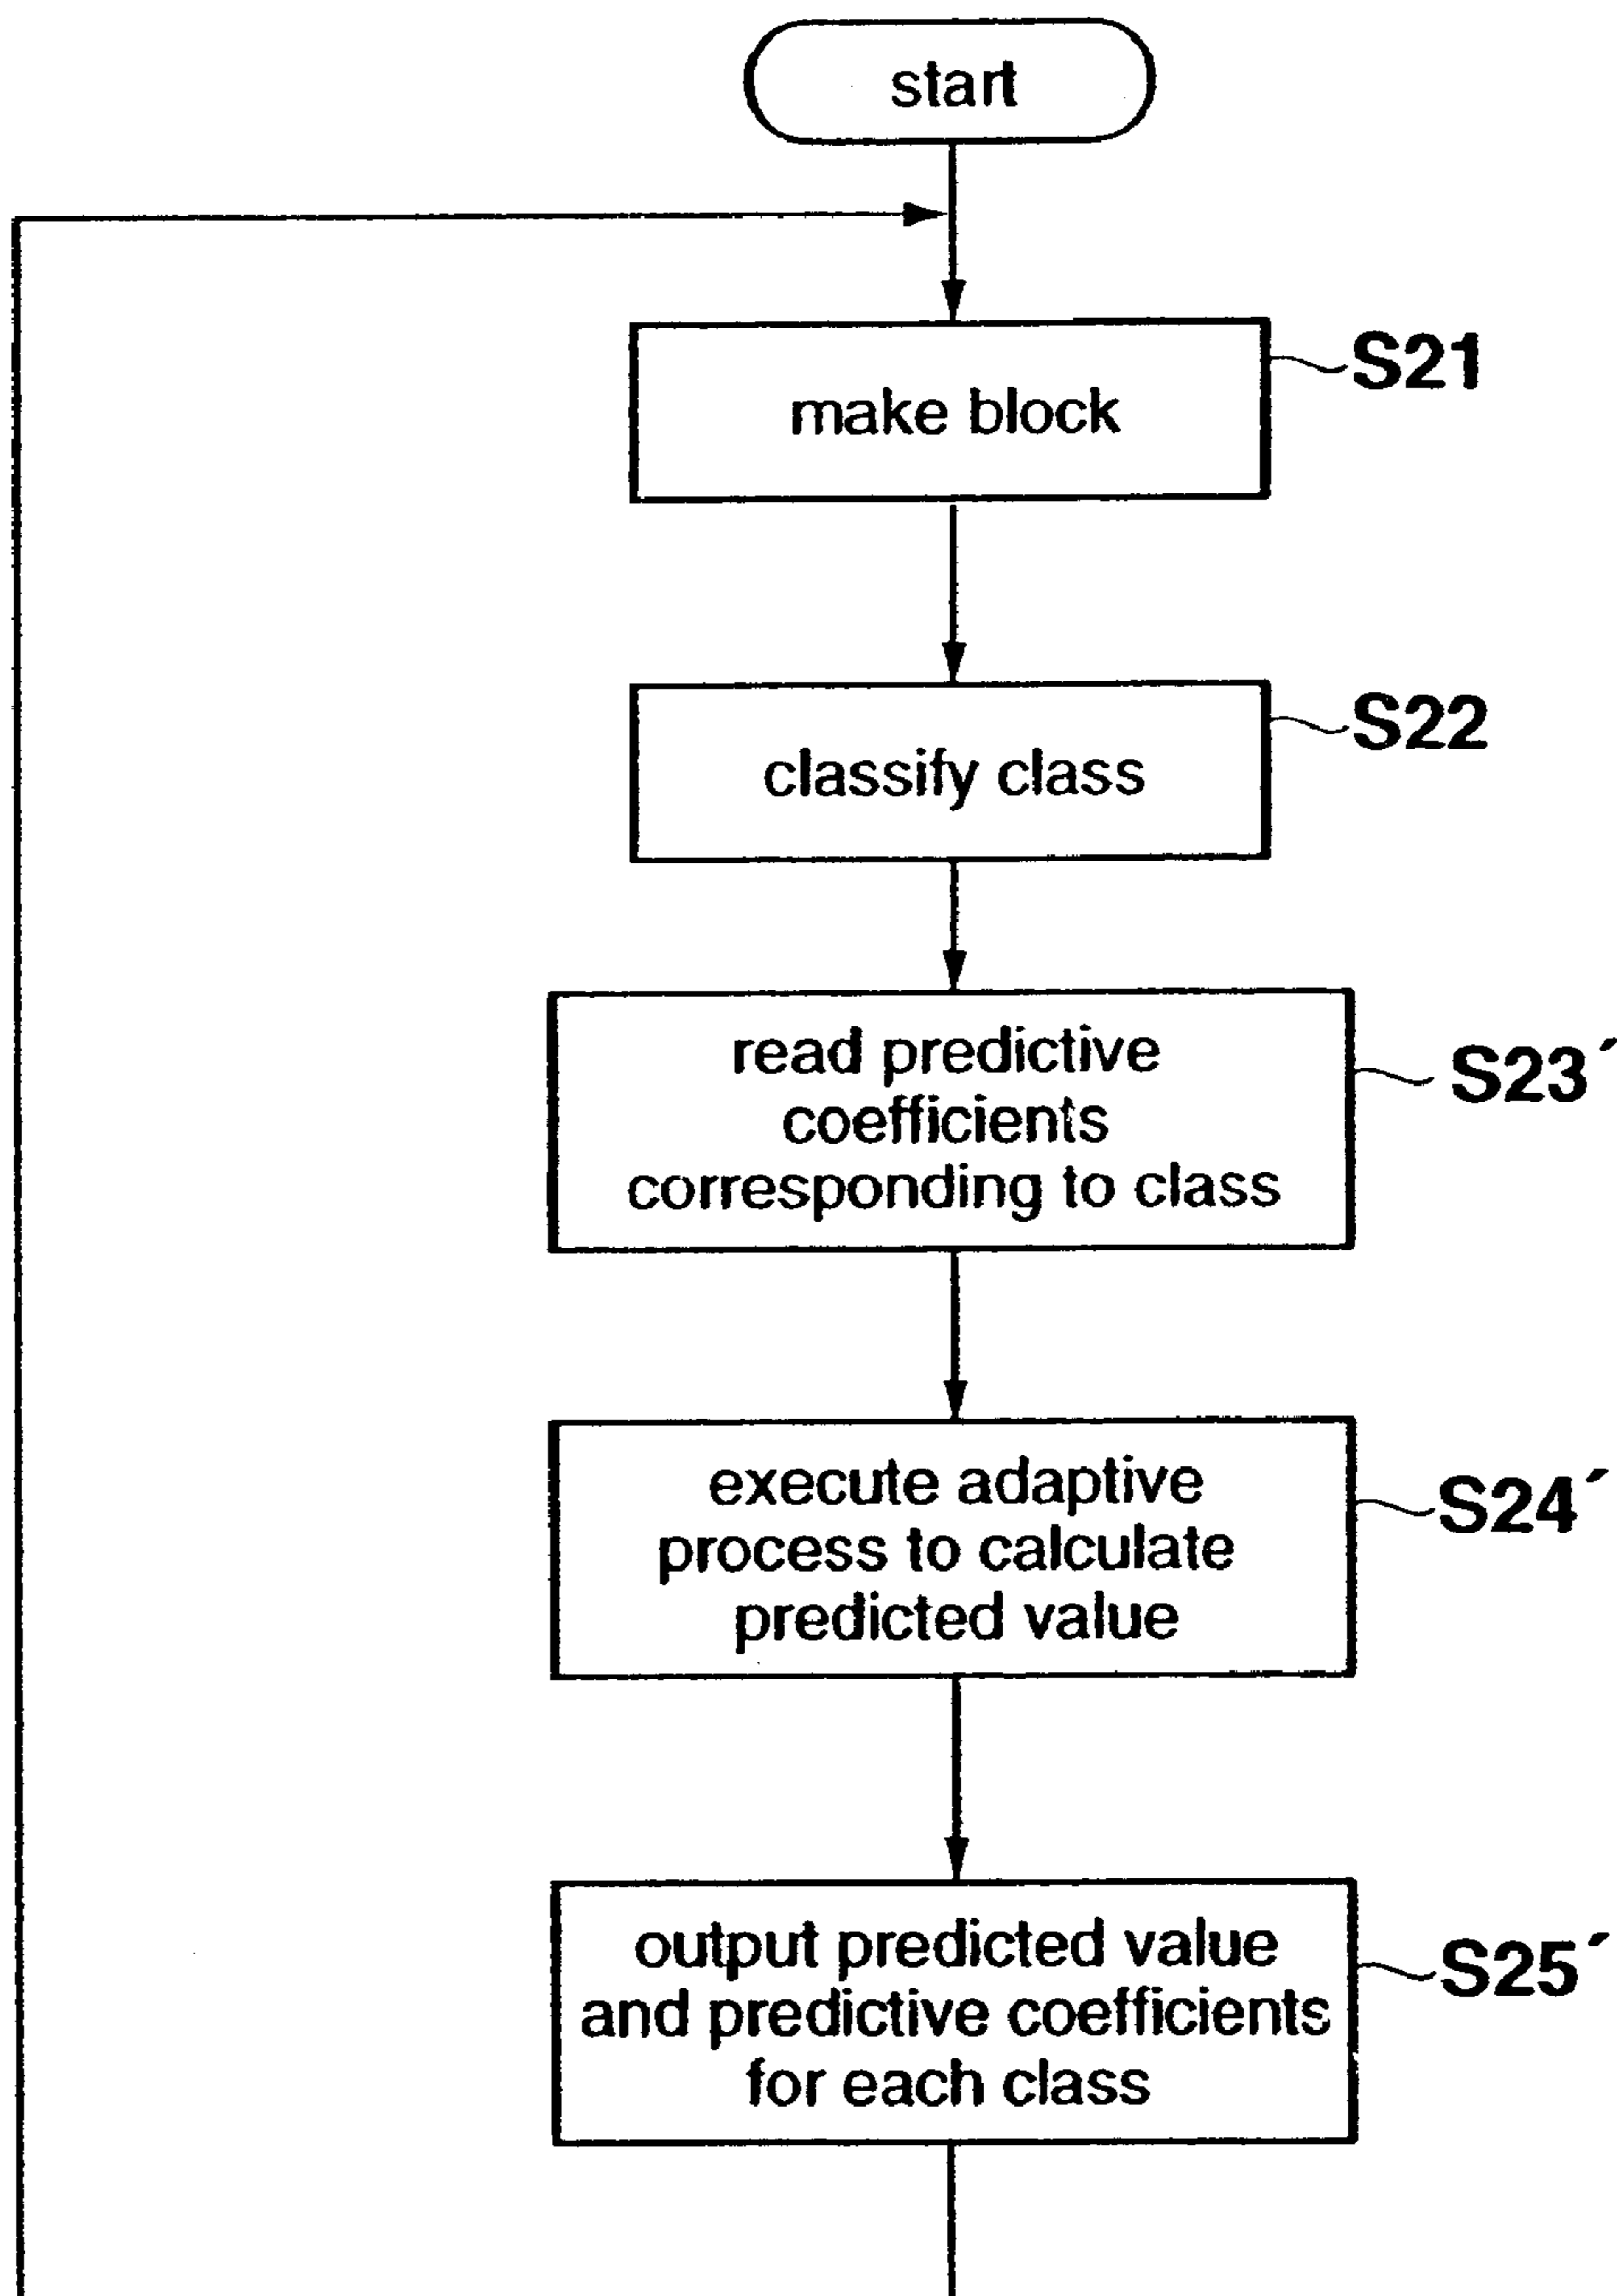 start
make block
S21
classify class
S22
read predictive
coefficients
corresponding to class
S23´
execute adaptive
process to calculate
predicted value
S24´
output predicted value
and predictive coefficients
for each class
S25´